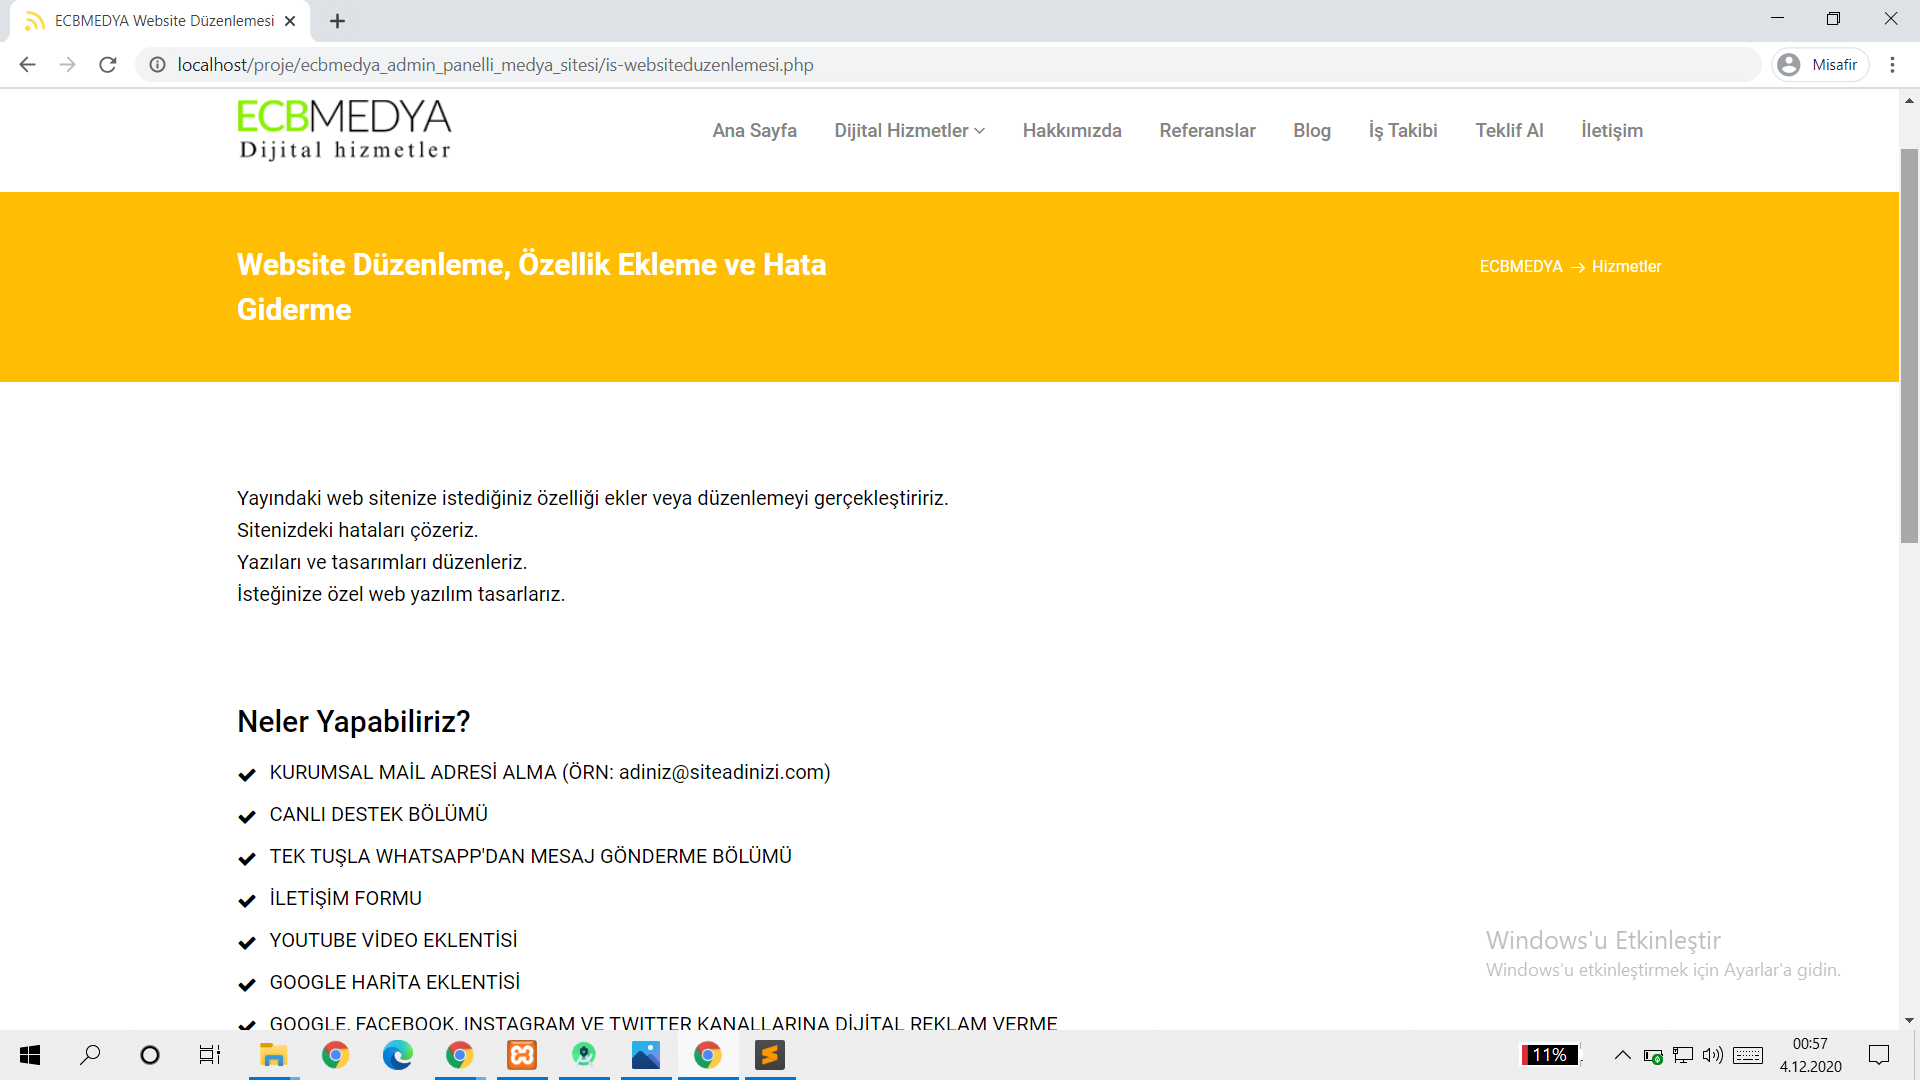 ECBMEDYA Website Düzenlemesi
localhost/proje/ecbmedya_admin_panelli_medya_sitesi/is-websiteduzenlemesi.php
Misafir
ECBMEDYA
Dijital hizmetler
Ana Sayfa Dijital Hizmetler Hakkımızda Referanslar Blog İş Takibi Teklif Al İletişim
Website Düzenleme, Özellik Ekleme ve Hata
Giderme
ECBMEDYA → Hizmetler
Yayındaki web sitenize istediğiniz özelliği ekler veya düzenlemeyi gerçekleştiririz.
Sitenizdeki hataları çözeriz.
Yazıları ve tasarımları düzenleriz.
İsteğinize özel web yazılım tasarlarız.
Neler Yapabiliriz?
KURUMSAL MAİL ADRESİ ALMA (ÖRN: adiniz@siteadinizi.com)
CANLI DESTEK BÖLÜMÜ
TEK TUŞLA WHATSAPP'DAN MESAJ GÖNDERME BÖLÜMÜ
İLETİŞİM FORMU
YOUTUBE VİDEO EKLENTİSİ
GOOGLE HARİTA EKLENTİSİ
GOOGLE, FACEBOOK, INSTAGRAM VE TWITTER KANALLARINA DİJİTAL REKLAM VERME
Windows'u Etkinleştir
Windows'u etkinleştirmek için Ayarlar'a gidin.
11%
00:57
4.12.2020